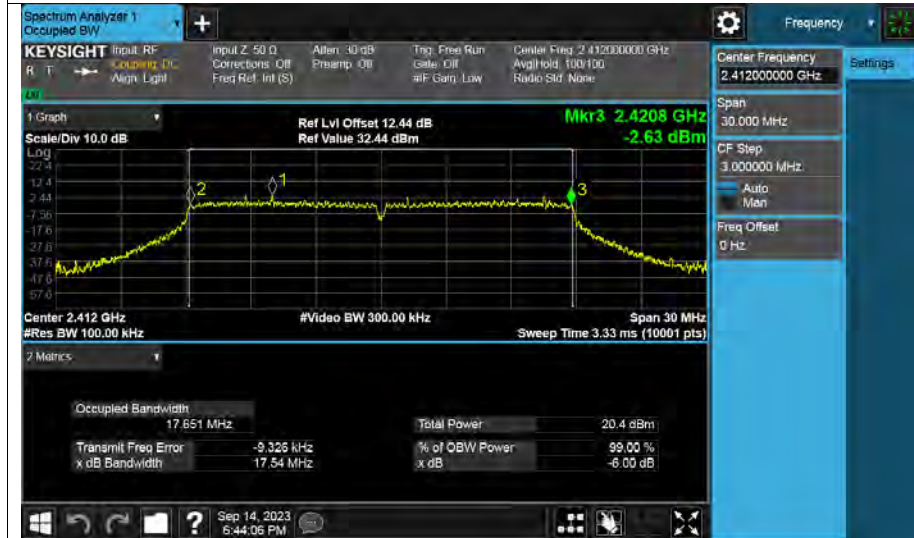 Spectrum Analyzer 1
Occupied BW
+
Frequency
KEYSIGHT Input: RF
R T
Coupling: DC
Align: Light
Input Z: 50 Ω
Corrections: Off
Freq Ref: Int (S)
Atten: 30 dB
Preamp: Off
Trig: Free Run
Gate: Off
#IF Gain: Low
Center Freq: 2.412000000 GHz
Avg|Hold: 100/100
Radio Std: None
Center Frequency
2.412000000 GHz
Settings
Span
30.000 MHz
CF Step
3.000000 MHz
Auto
Man
Freq Offset
0 Hz
1 Graph
Scale/Div 10.0 dB
Ref Lvl Offset 12.44 dB
Ref Value 32.44 dBm
Mkr3 2.4208 GHz
-2.63 dBm
Log
22.4
12.4
2.44
-7.56
-17.6
-27.6
-37.6
-47.6
-57.6
2
1
3
Center 2.412 GHz
#Res BW 100.00 kHz
#Video BW 300.00 kHz
Span 30 MHz
Sweep Time 3.33 ms (10001 pts)
2 Metrics
Occupied Bandwidth
17.651 MHz
Total Power 20.4 dBm
Transmit Freq Error -9.326 kHz
% of OBW Power 99.00 %
x dB Bandwidth 17.54 MHz
x dB -6.00 dB
?
Sep 14, 2023
6:44:06 PM